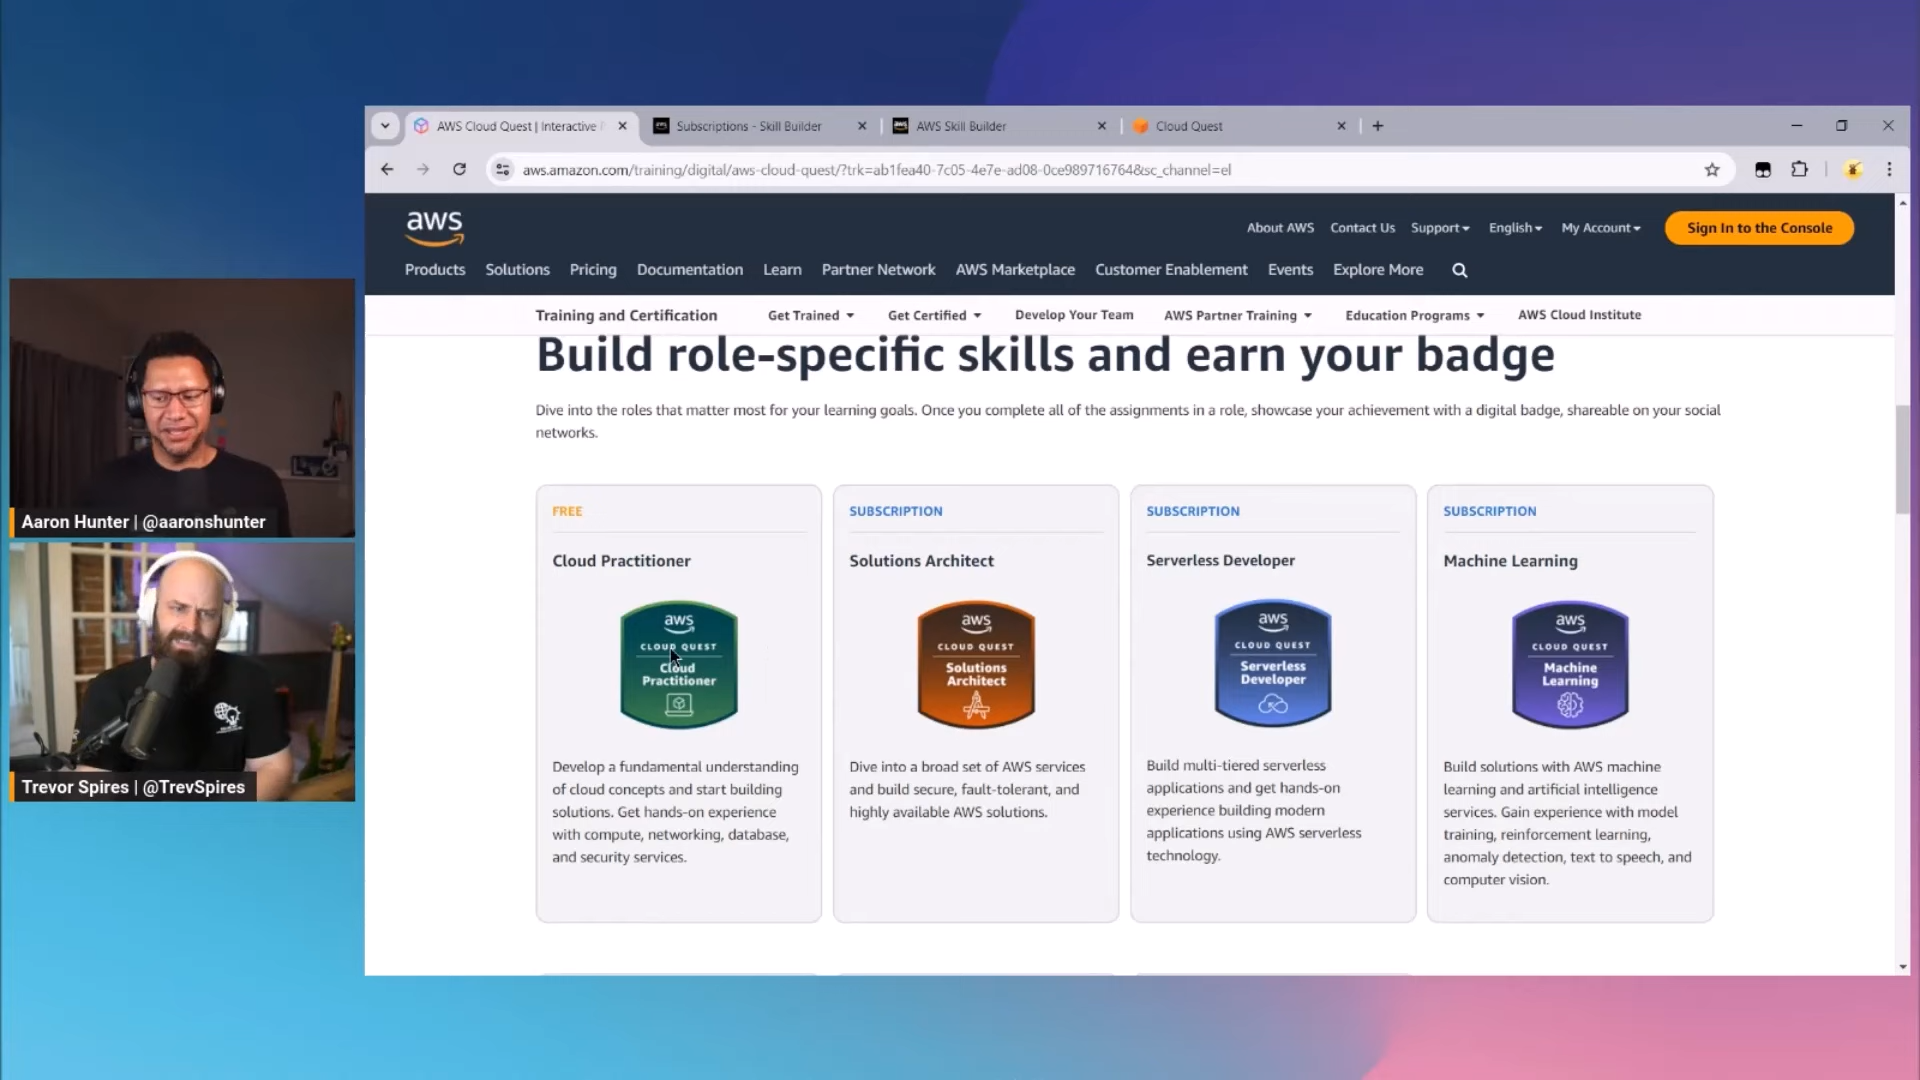 AWS Cloud Quest | Interactive
Subscriptions - Skill Builder
AWS Skill Builder
Cloud Quest
aws.amazon.com/training/digital/aws-cloud-quest/?trk=ab1fea40-7c05-4e7e-ad08-0ce9897167​64&sc_channel=el
aws
About AWS Contact Us Support English My Account Sign In to the Console
Products Solutions Pricing Documentation Learn Partner Network AWS Marketplace Customer Enablement Events Explore More
Training and Certification Get Trained Get Certified Develop Your Team AWS Partner Training Education Programs AWS Cloud Institute
Build role-specific skills and earn your badge
Dive into the roles that matter most for your learning goals. Once you complete all of the assignments in a role, showcase your achievement with a digital badge, shareable on your social
networks.
FREE
Cloud Practitioner
aws
CLOUD QUEST
Cloud
Practitioner
Develop a fundamental understanding
of cloud concepts and start building
solutions. Get hands-on experience
with compute, networking, database,
and security services.
SUBSCRIPTION
Solutions Architect
aws
CLOUD QUEST
Solutions
Architect
Dive into a broad set of AWS services
and build secure, fault-tolerant, and
highly available AWS solutions.
SUBSCRIPTION
Serverless Developer
aws
CLOUD QUEST
Serverless
Developer
Build multi-tiered serverless
applications and get hands-on
experience building modern
applications using AWS serverless
technology.
SUBSCRIPTION
Machine Learning
aws
CLOUD QUEST
Machine
Learning
Build solutions with AWS machine
learning and artificial intelligence
services. Gain experience with model
training, reinforcement learning,
anomaly detection, text to speech, and
computer vision.
Aaron Hunter | @aaronshunter
Trevor Spires | @TrevSpires